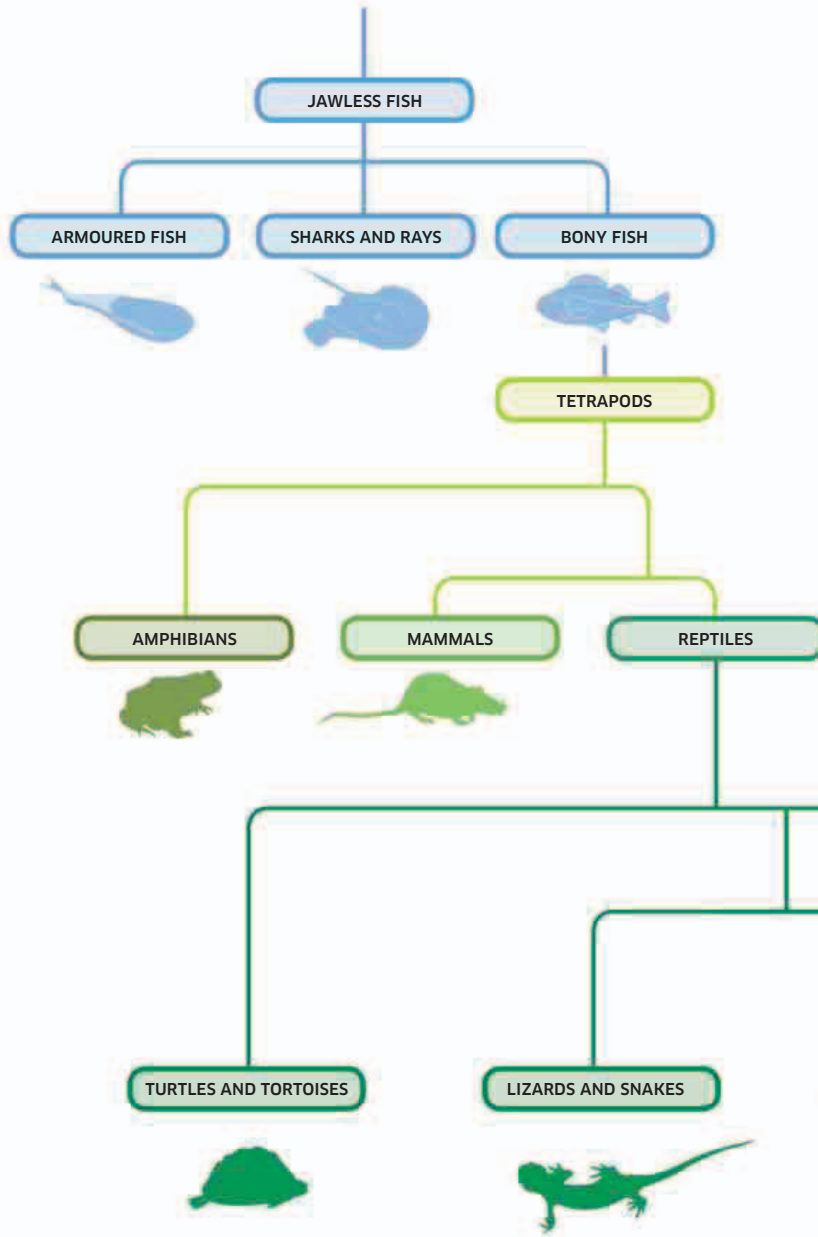 JAWLESS FISH
ARMOURED FISH
SHARKS AND RAYS
BONY FISH
TETRAPODS
AMPHIBIANS
MAMMALS
REPTILES
TURTLES AND TORTOISES
LIZARDS AND SNAKES